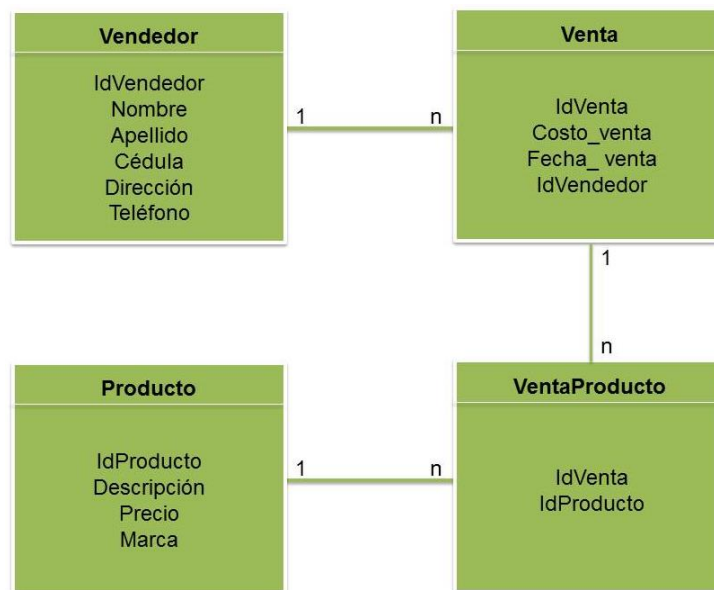 Vendedor
IdVendedor
Nombre
Apellido
Cédula
Dirección
Teléfono
1
n
Venta
IdVenta
Costo_venta
Fecha_ venta
IdVendedor
1
n
Producto
IdProducto
Descripción
Precio
Marca
1
n
VentaProducto
IdVenta
IdProducto